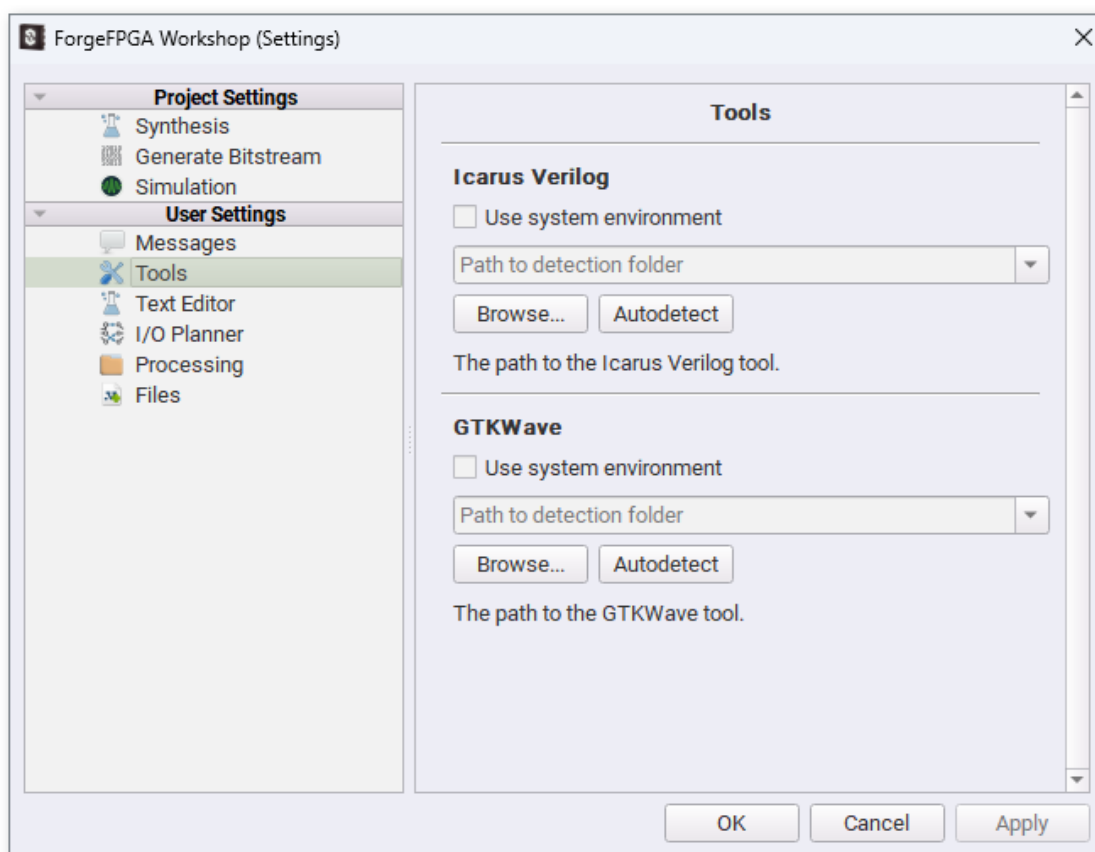 ForgeFPGA Workshop (Settings)
Project Settings
Synthesis
Generate Bitstream
Simulation
User Settings
Messages
Tools
Text Editor
I/O Planner
Processing
Files
Tools
Icarus Verilog
Use system environment
Path to detection folder
Browse... Autodetect
The path to the Icarus Verilog tool.
GTKWave
Use system environment
Path to detection folder
Browse... Autodetect
The path to the GTKWave tool.
OK Cancel Apply